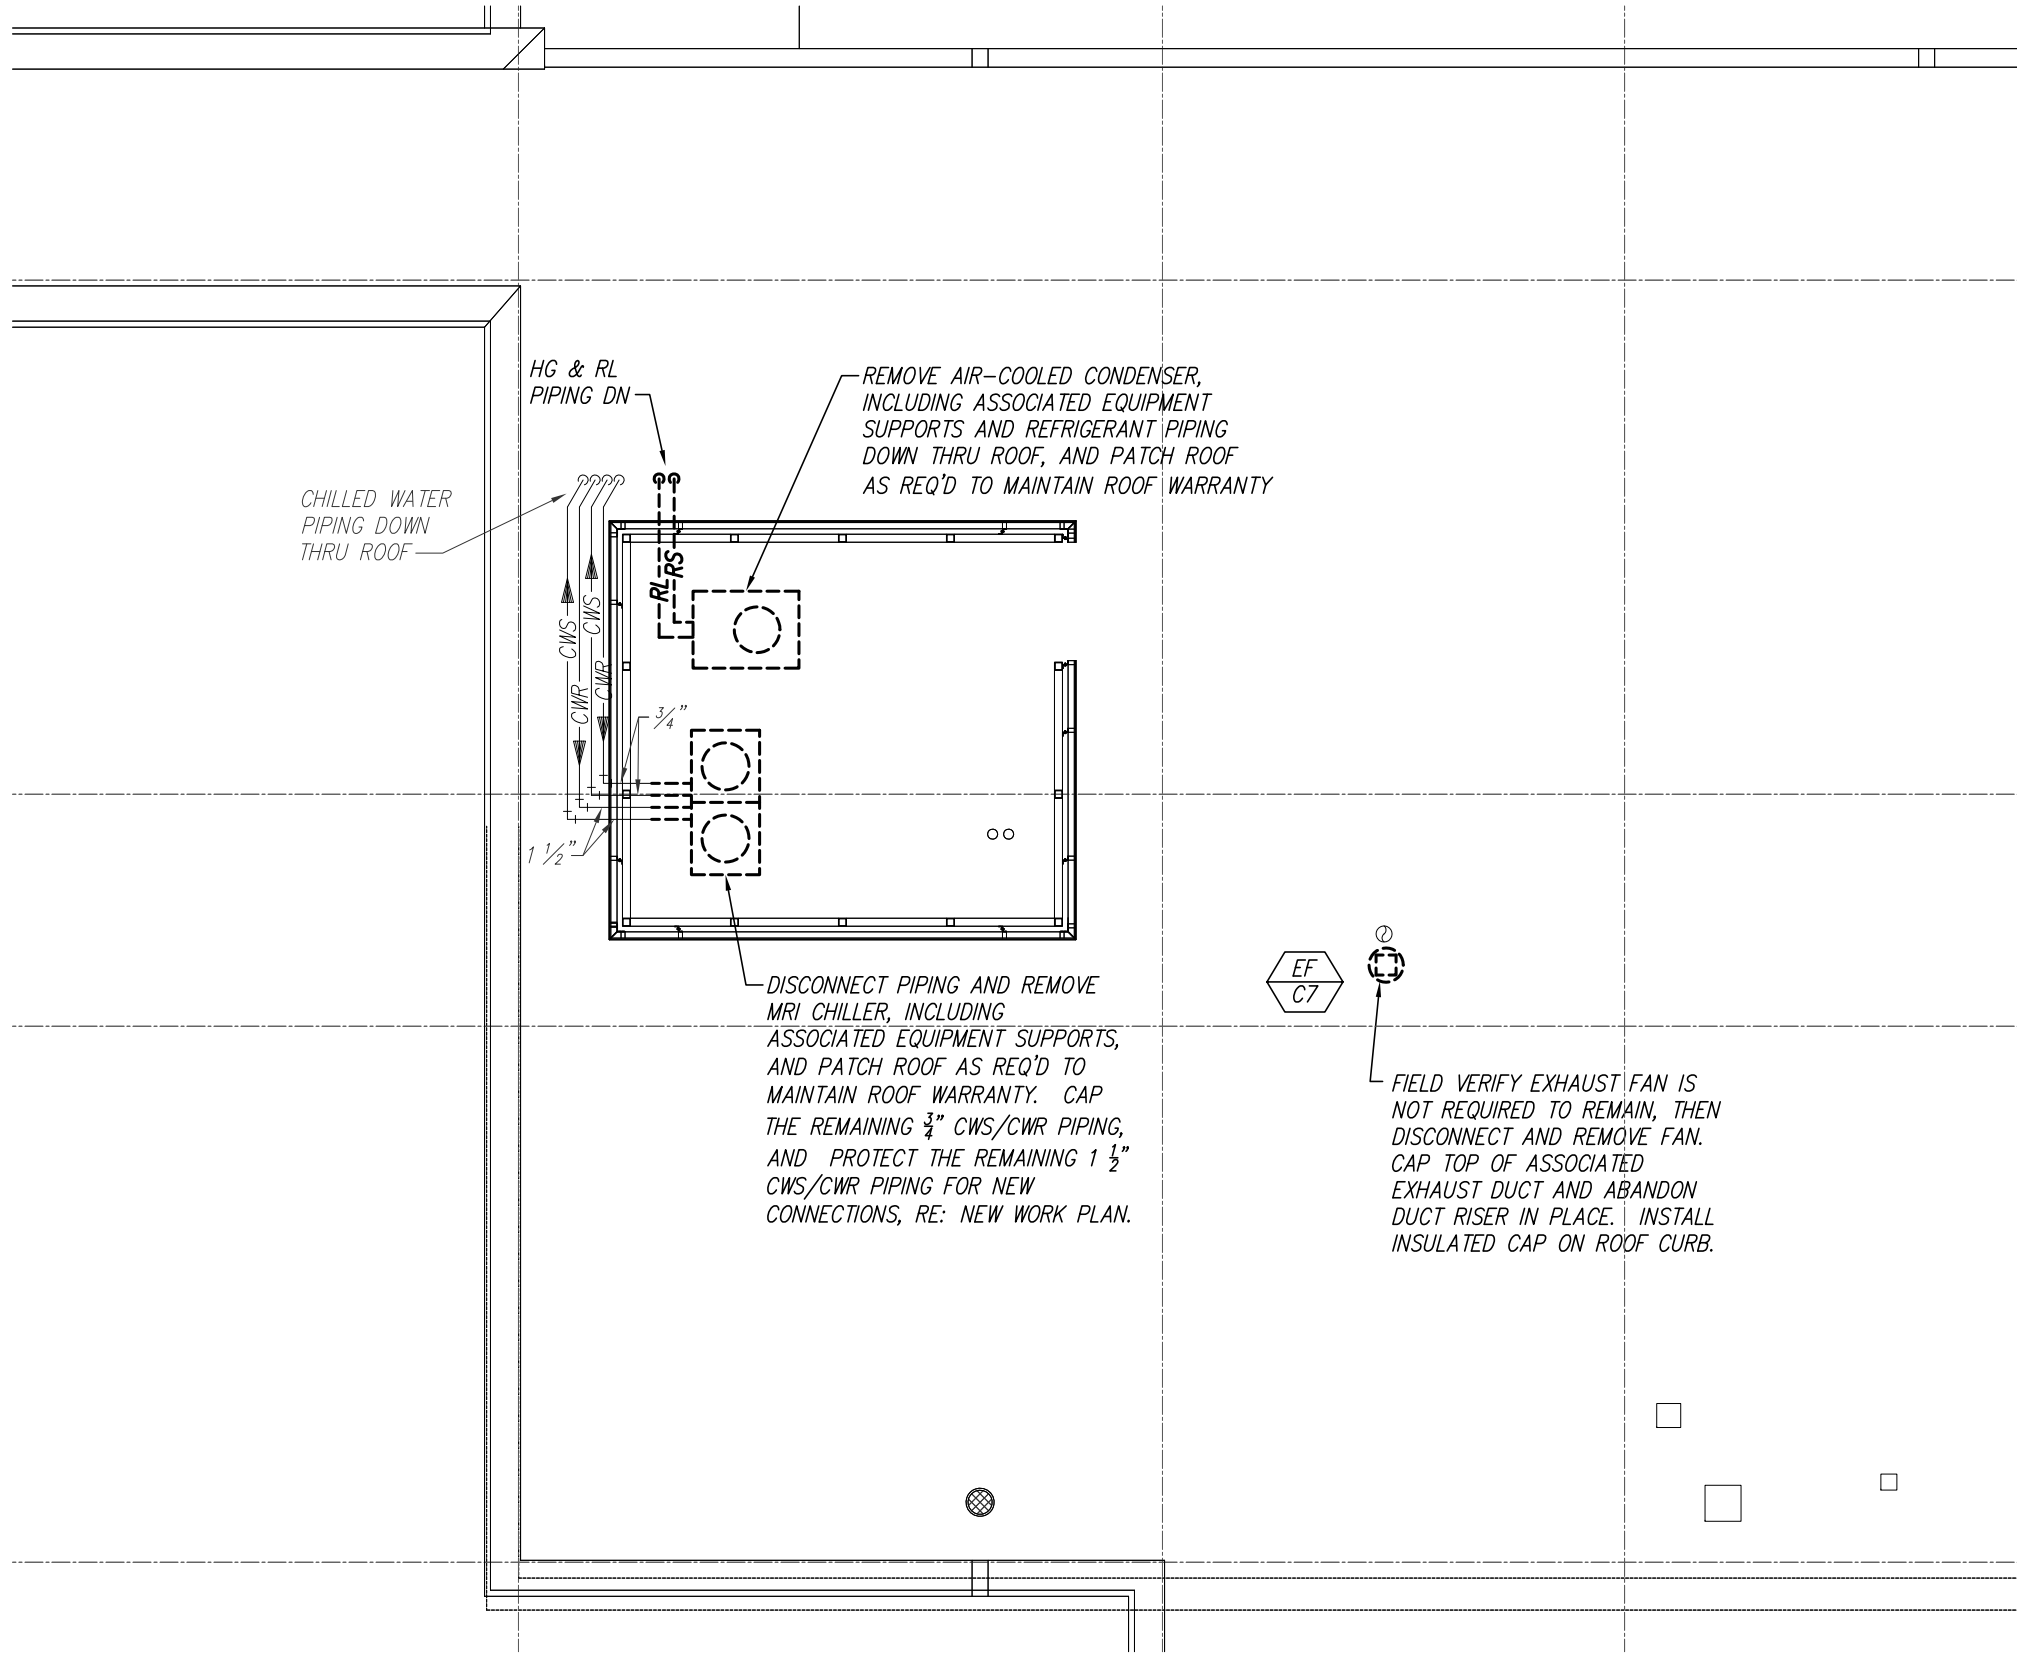 HG & RL
PIPING DN
REMOVE AIR-COOLED CONDENSER,
INCLUDING ASSOCIATED EQUIPMENT
SUPPORTS AND REFRIGERANT PIPING
DOWN THRU ROOF, AND PATCH ROOF
AS REQ'D TO MAINTAIN ROOF WARRANTY
CHILLED WATER
PIPING DOWN
THRU ROOF
RL
RS
CWS
CWS
CWR
CWR
3/4"
1 1/2"
DISCONNECT PIPING AND REMOVE
MRI CHILLER, INCLUDING
ASSOCIATED EQUIPMENT SUPPORTS,
AND PATCH ROOF AS REQ'D TO
MAINTAIN ROOF WARRANTY. CAP
THE REMAINING 3/4" CWS/CWR PIPING,
AND PROTECT THE REMAINING 1 1/2"
CWS/CWR PIPING FOR NEW
CONNECTIONS, RE: NEW WORK PLAN.
EF
C7
FIELD VERIFY EXHAUST FAN IS
NOT REQUIRED TO REMAIN, THEN
DISCONNECT AND REMOVE FAN.
CAP TOP OF ASSOCIATED
EXHAUST DUCT AND ABANDON
DUCT RISER IN PLACE. INSTALL
INSULATED CAP ON ROOF CURB.